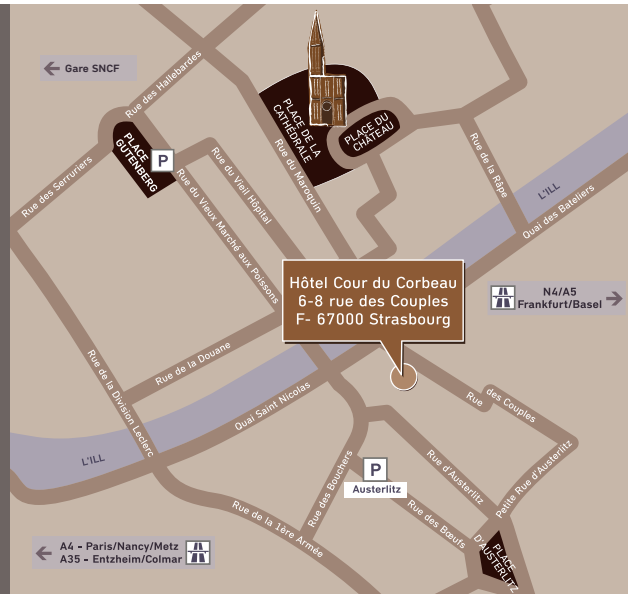 Gare SNCF
Rue des Hallebardes
PLACE DE LA
CATHÉDRALE
PLACE DU
CHÂTEAU
PLACE
GUTENBERG
P
Rue des Serruriers
Rue du Vieil Hôpital
Rue du Maroquin
Rue de la Râpe
L'ILL
Quai des Bateliers
Rue du Vieux Marché aux Poissons
Hôtel Cour du Corbeau
6-8 rue des Couples
F- 67000 Strasbourg
N4/A5
Frankfurt/Basel
Rue de la Douane
Rue de la Division Leclerc
Quai Saint Nicolas
Rue
des Couples
L'ILL
Rue des Bouchers
P
Austerlitz
Rue d'Austerlitz
Petite Rue d'Austerlitz
Rue de la 1ère Armée
Rue des Bœufs
PLACE
D'AUSTERLITZ
A4 - Paris/Nancy/Metz
A35 - Entzheim/Colmar